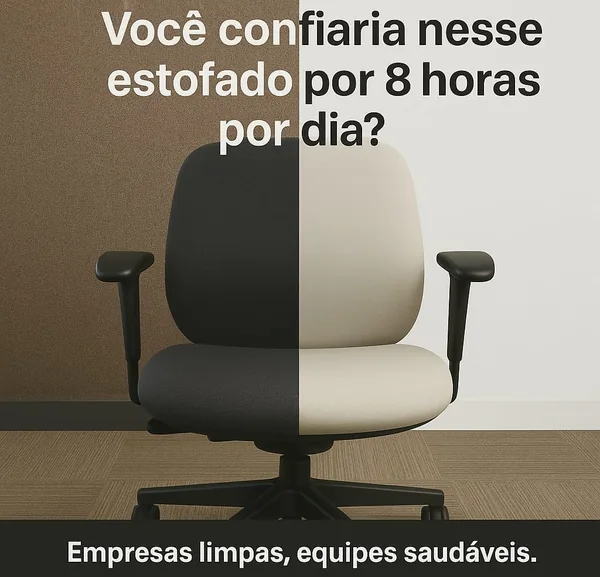 Você confiaria nesse
estofado por 8 horas
por dia?
Empresas limpas, equipes saudáveis.